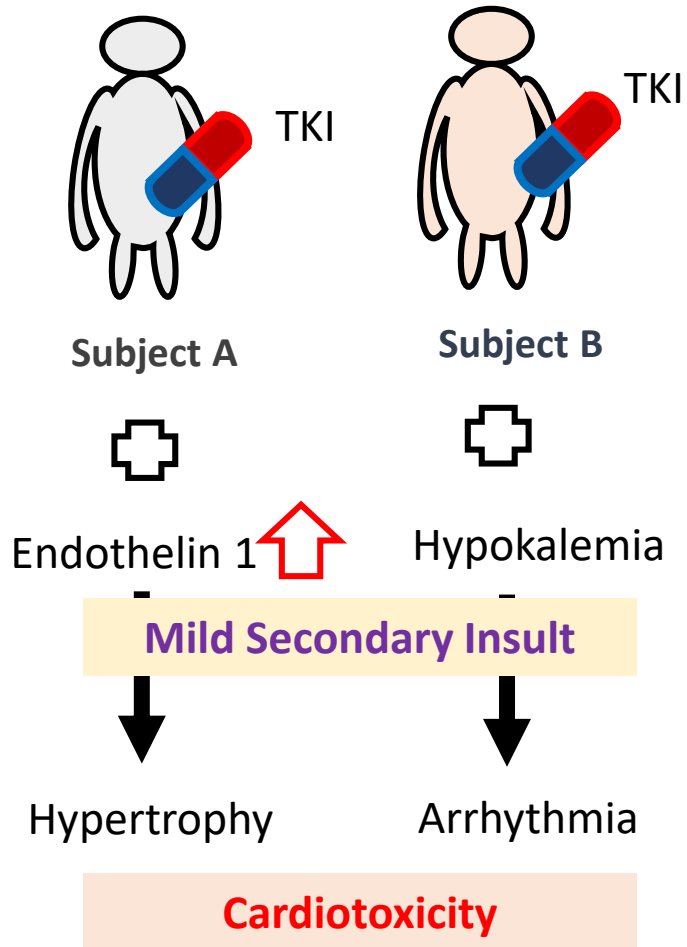 TKI
TKI
Subject A
Subject B
Endothelin 1
Hypokalemia
Mild Secondary Insult
Hypertrophy
Arrhythmia
Cardiotoxicity